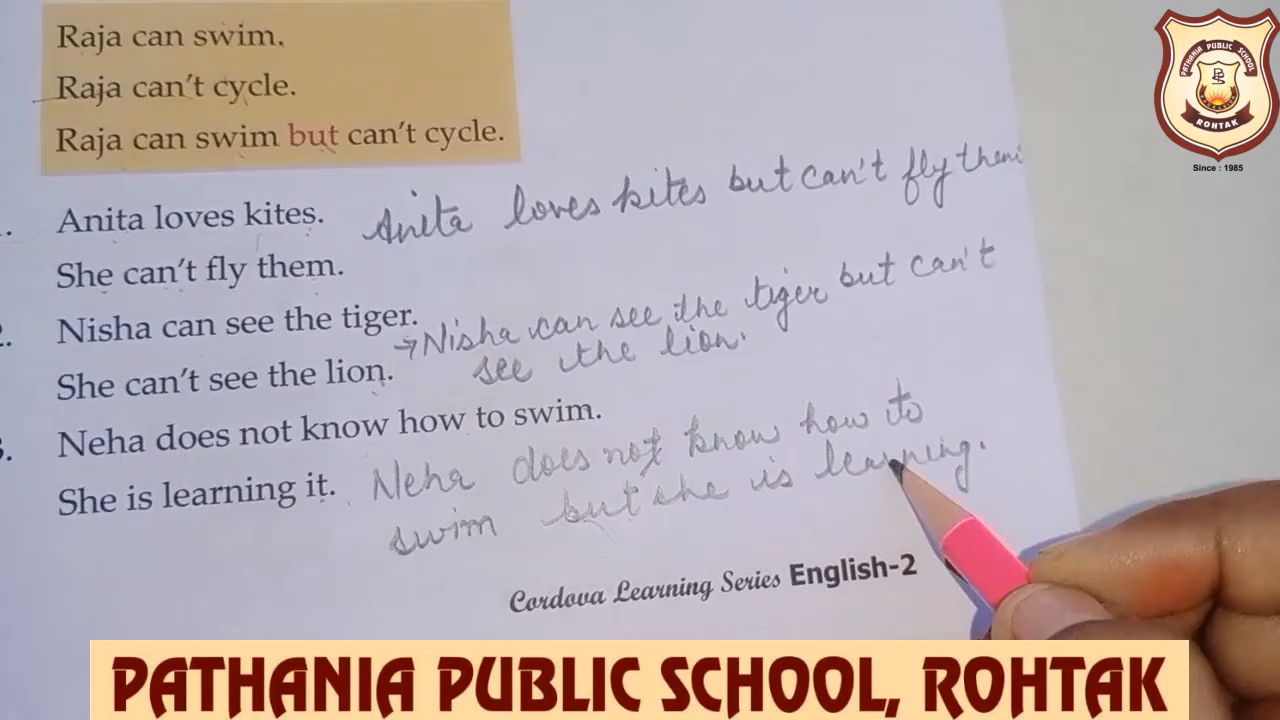 Raja can swim.
Raja can't cycle.
Raja can swim but can't cycle.
PATHANIA PUBLIC SCHOOL
ROHTAK
Since : 1985
1. Anita loves kites. Anita loves kites but can't fly them
She can't fly them.
2. Nisha can see the tiger. → Nisha can see the tiger but can't
She can't see the lion. see the lion.
3. Neha does not know how to swim.
She is learning it. Neha does not know how to
swim but she is learning.
Cordova Learning Series English-2
PATHANIA PUBLIC SCHOOL, ROHTAK